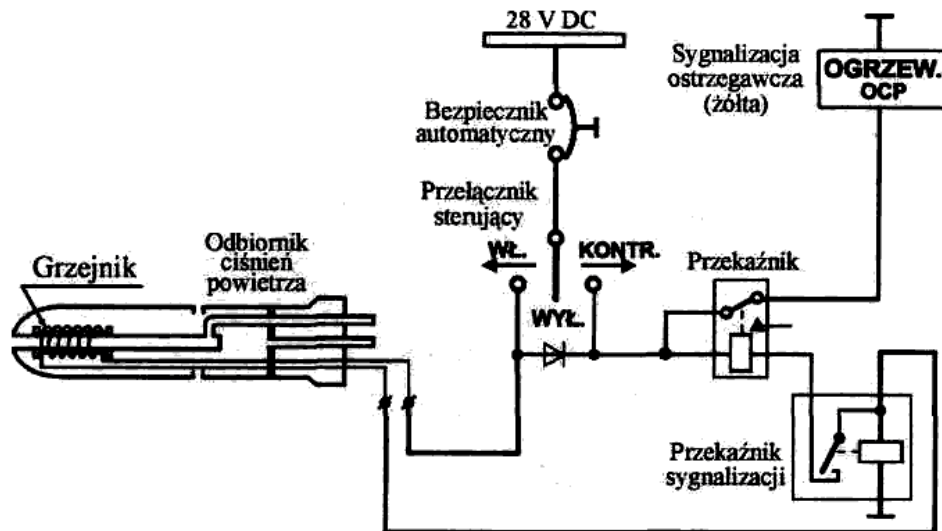 28 V DC
Sygnalizacja
ostrzegawcza
(żółta)
OGRZEW.
OCP
Bezpiecznik
automatyczny
Przełącznik
sterujący
Odbiornik
ciśnień
powietrza
Grzejnik
WŁ.
KONTR.
WYŁ.
Przekaźnik
Przekaźnik
sygnalizacji